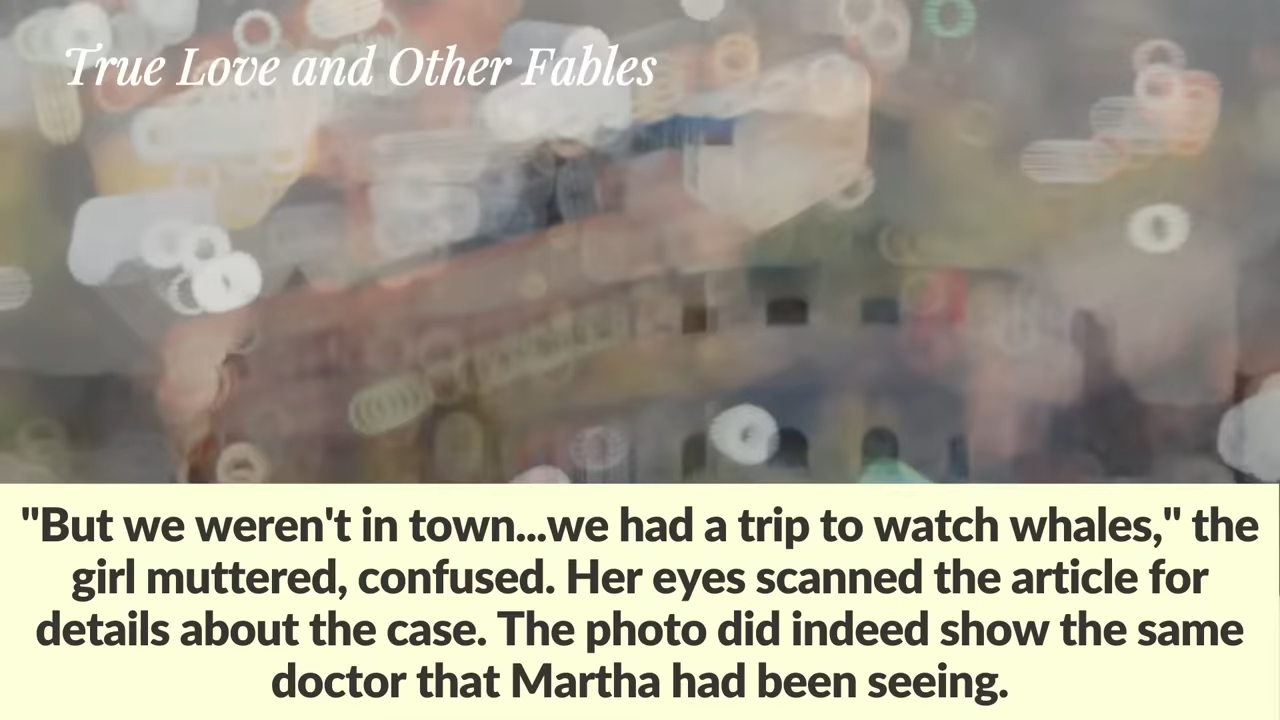 True Love and Other Fables
"But we weren't in town...we had a trip to watch whales," the
girl muttered, confused. Her eyes scanned the article for
details about the case. The photo did indeed show the same
doctor that Martha had been seeing.